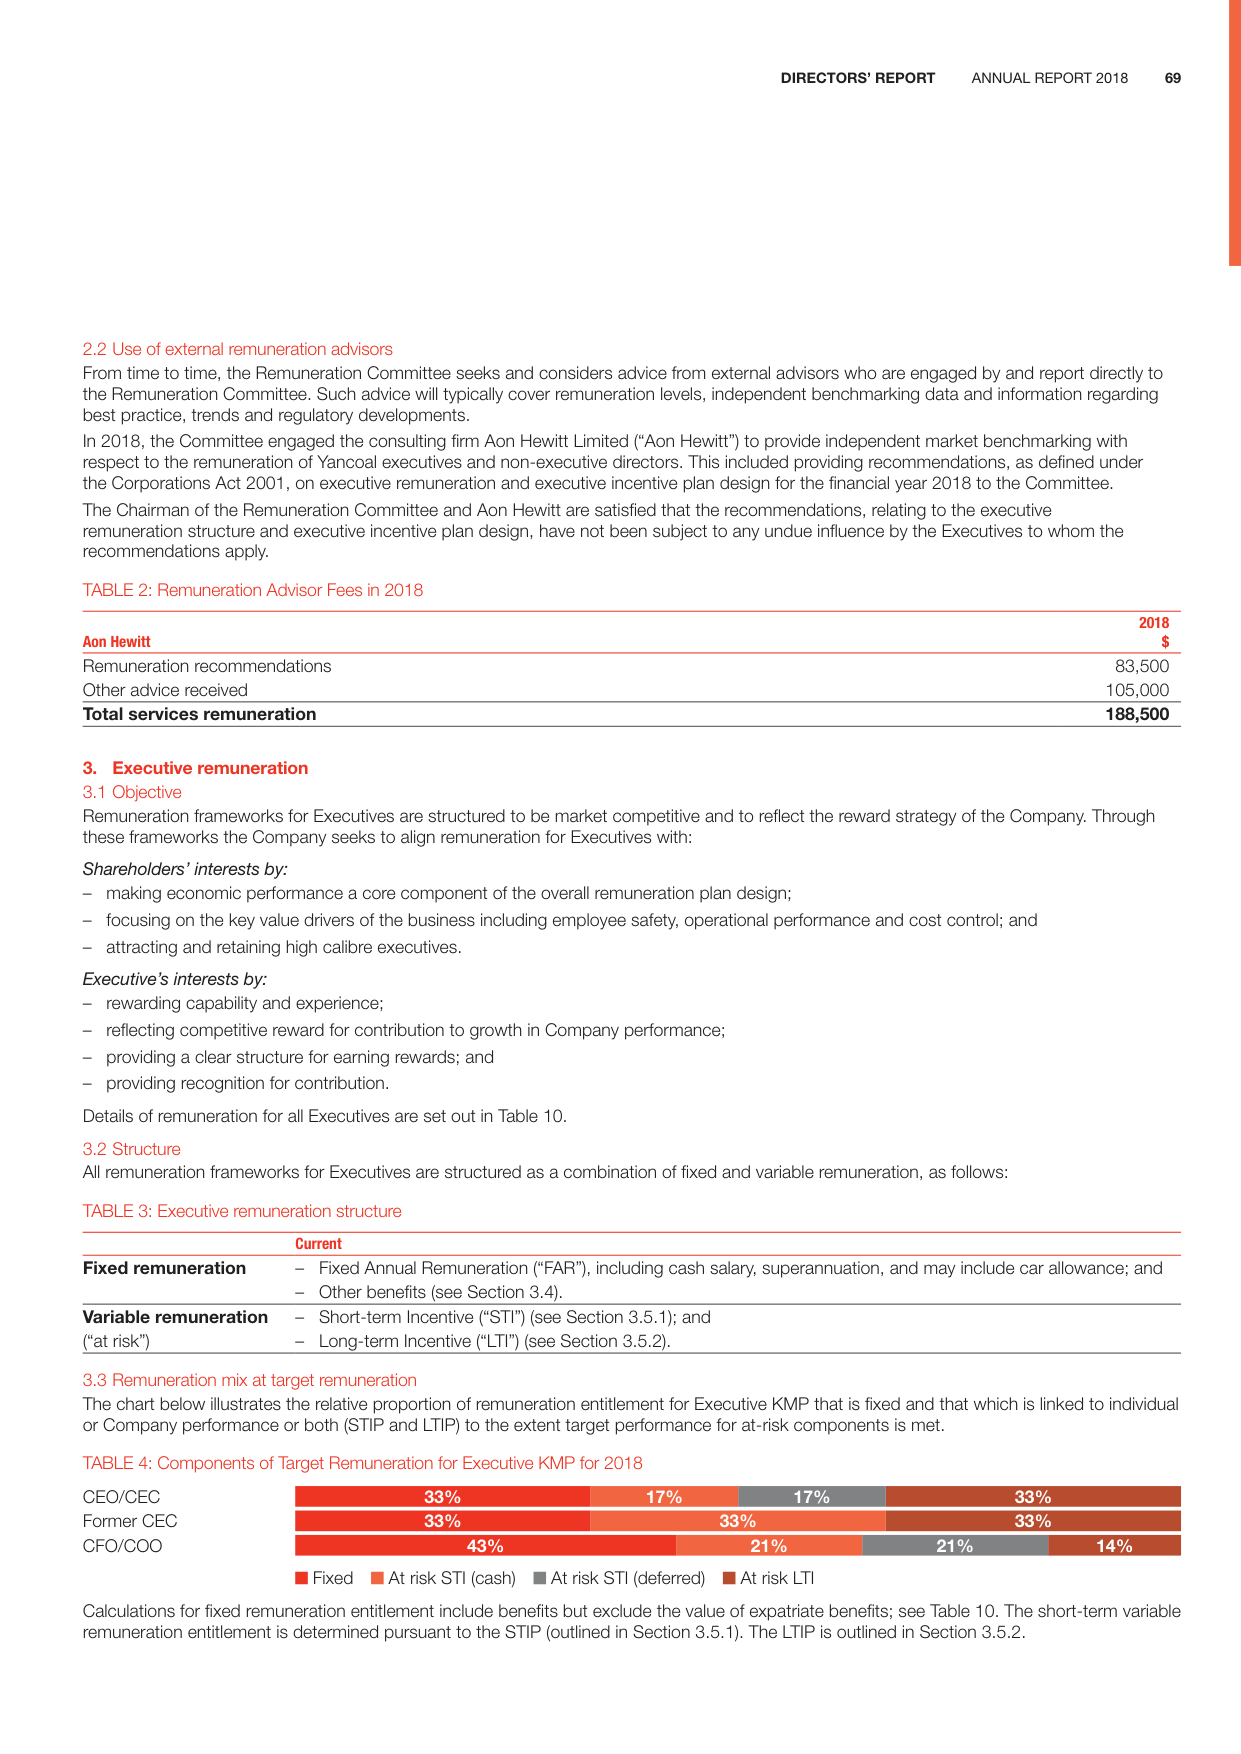 DIRECTORS’ REPORT ANNUAL REPORT 2018 69
2.2 Use of external remuneration advisors
From time to time, the Remuneration Committee seeks and considers advice from external advisors who are engaged by and report directly to
the Remuneration Committee. Such advice will typically cover remuneration levels, independent benchmarking data and information regarding
best practice, trends and regulatory developments.
In 2018, the Committee engaged the consulting firm Aon Hewitt Limited (“Aon Hewitt”) to provide independent market benchmarking with
respect to the remuneration of Yancoal executives and non-executive directors. This included providing recommendations, as defined under
the Corporations Act 2001, on executive remuneration and executive incentive plan design for the financial year 2018 to the Committee.
The Chairman of the Remuneration Committee and Aon Hewitt are satisfied that the recommendations, relating to the executive
remuneration structure and executive incentive plan design, have not been subject to any undue influence by the Executives to whom the
recommendations apply.
TABLE 2: Remuneration Advisor Fees in 2018
2018
Aon Hewitt $
Remuneration recommendations 83,500
Other advice received 105,000
Total services remuneration 188,500
3. Executive remuneration
3.1 Objective
Remuneration frameworks for Executives are structured to be market competitive and to reflect the reward strategy of the Company. Through
these frameworks the Company seeks to align remuneration for Executives with:
Shareholders’ interests by:
– making economic performance a core component of the overall remuneration plan design;
– focusing on the key value drivers of the business including employee safety, operational performance and cost control; and
– attracting and retaining high calibre executives.
Executive’s interests by:
– rewarding capability and experience;
– reflecting competitive reward for contribution to growth in Company performance;
– providing a clear structure for earning rewards; and
– providing recognition for contribution.
Details of remuneration for all Executives are set out in Table 10.
3.2 Structure
All remuneration frameworks for Executives are structured as a combination of fixed and variable remuneration, as follows:
TABLE 3: Executive remuneration structure
Current
Fixed remuneration – Fixed Annual Remuneration (“FAR”), including cash salary, superannuation, and may include car allowance; and
– Other benefits (see Section 3.4).
Variable remuneration – Short-term Incentive (“STI”) (see Section 3.5.1); and
(“at risk”) – Long-term Incentive (“LTI”) (see Section 3.5.2).
3.3 Remuneration mix at target remuneration
The chart below illustrates the relative proportion of remuneration entitlement for Executive KMP that is fixed and that which is linked to individual
or Company performance or both (STIP and LTIP) to the extent target performance for at-risk components is met.
TABLE 4: Components of Target Remuneration for Executive KMP for 2018
CEO/CEC 33% 17% 17% 33%
Former CEC 33% 33% 33%
CFO/COO 43% 21% 21% 14%
Fixed At risk STI (cash) At risk STI (deferred) At risk LTI
Calculations for fixed remuneration entitlement include benefits but exclude the value of expatriate benefits; see Table 10. The short-term variable
remuneration entitlement is determined pursuant to the STIP (outlined in Section 3.5.1). The LTIP is outlined in Section 3.5.2.